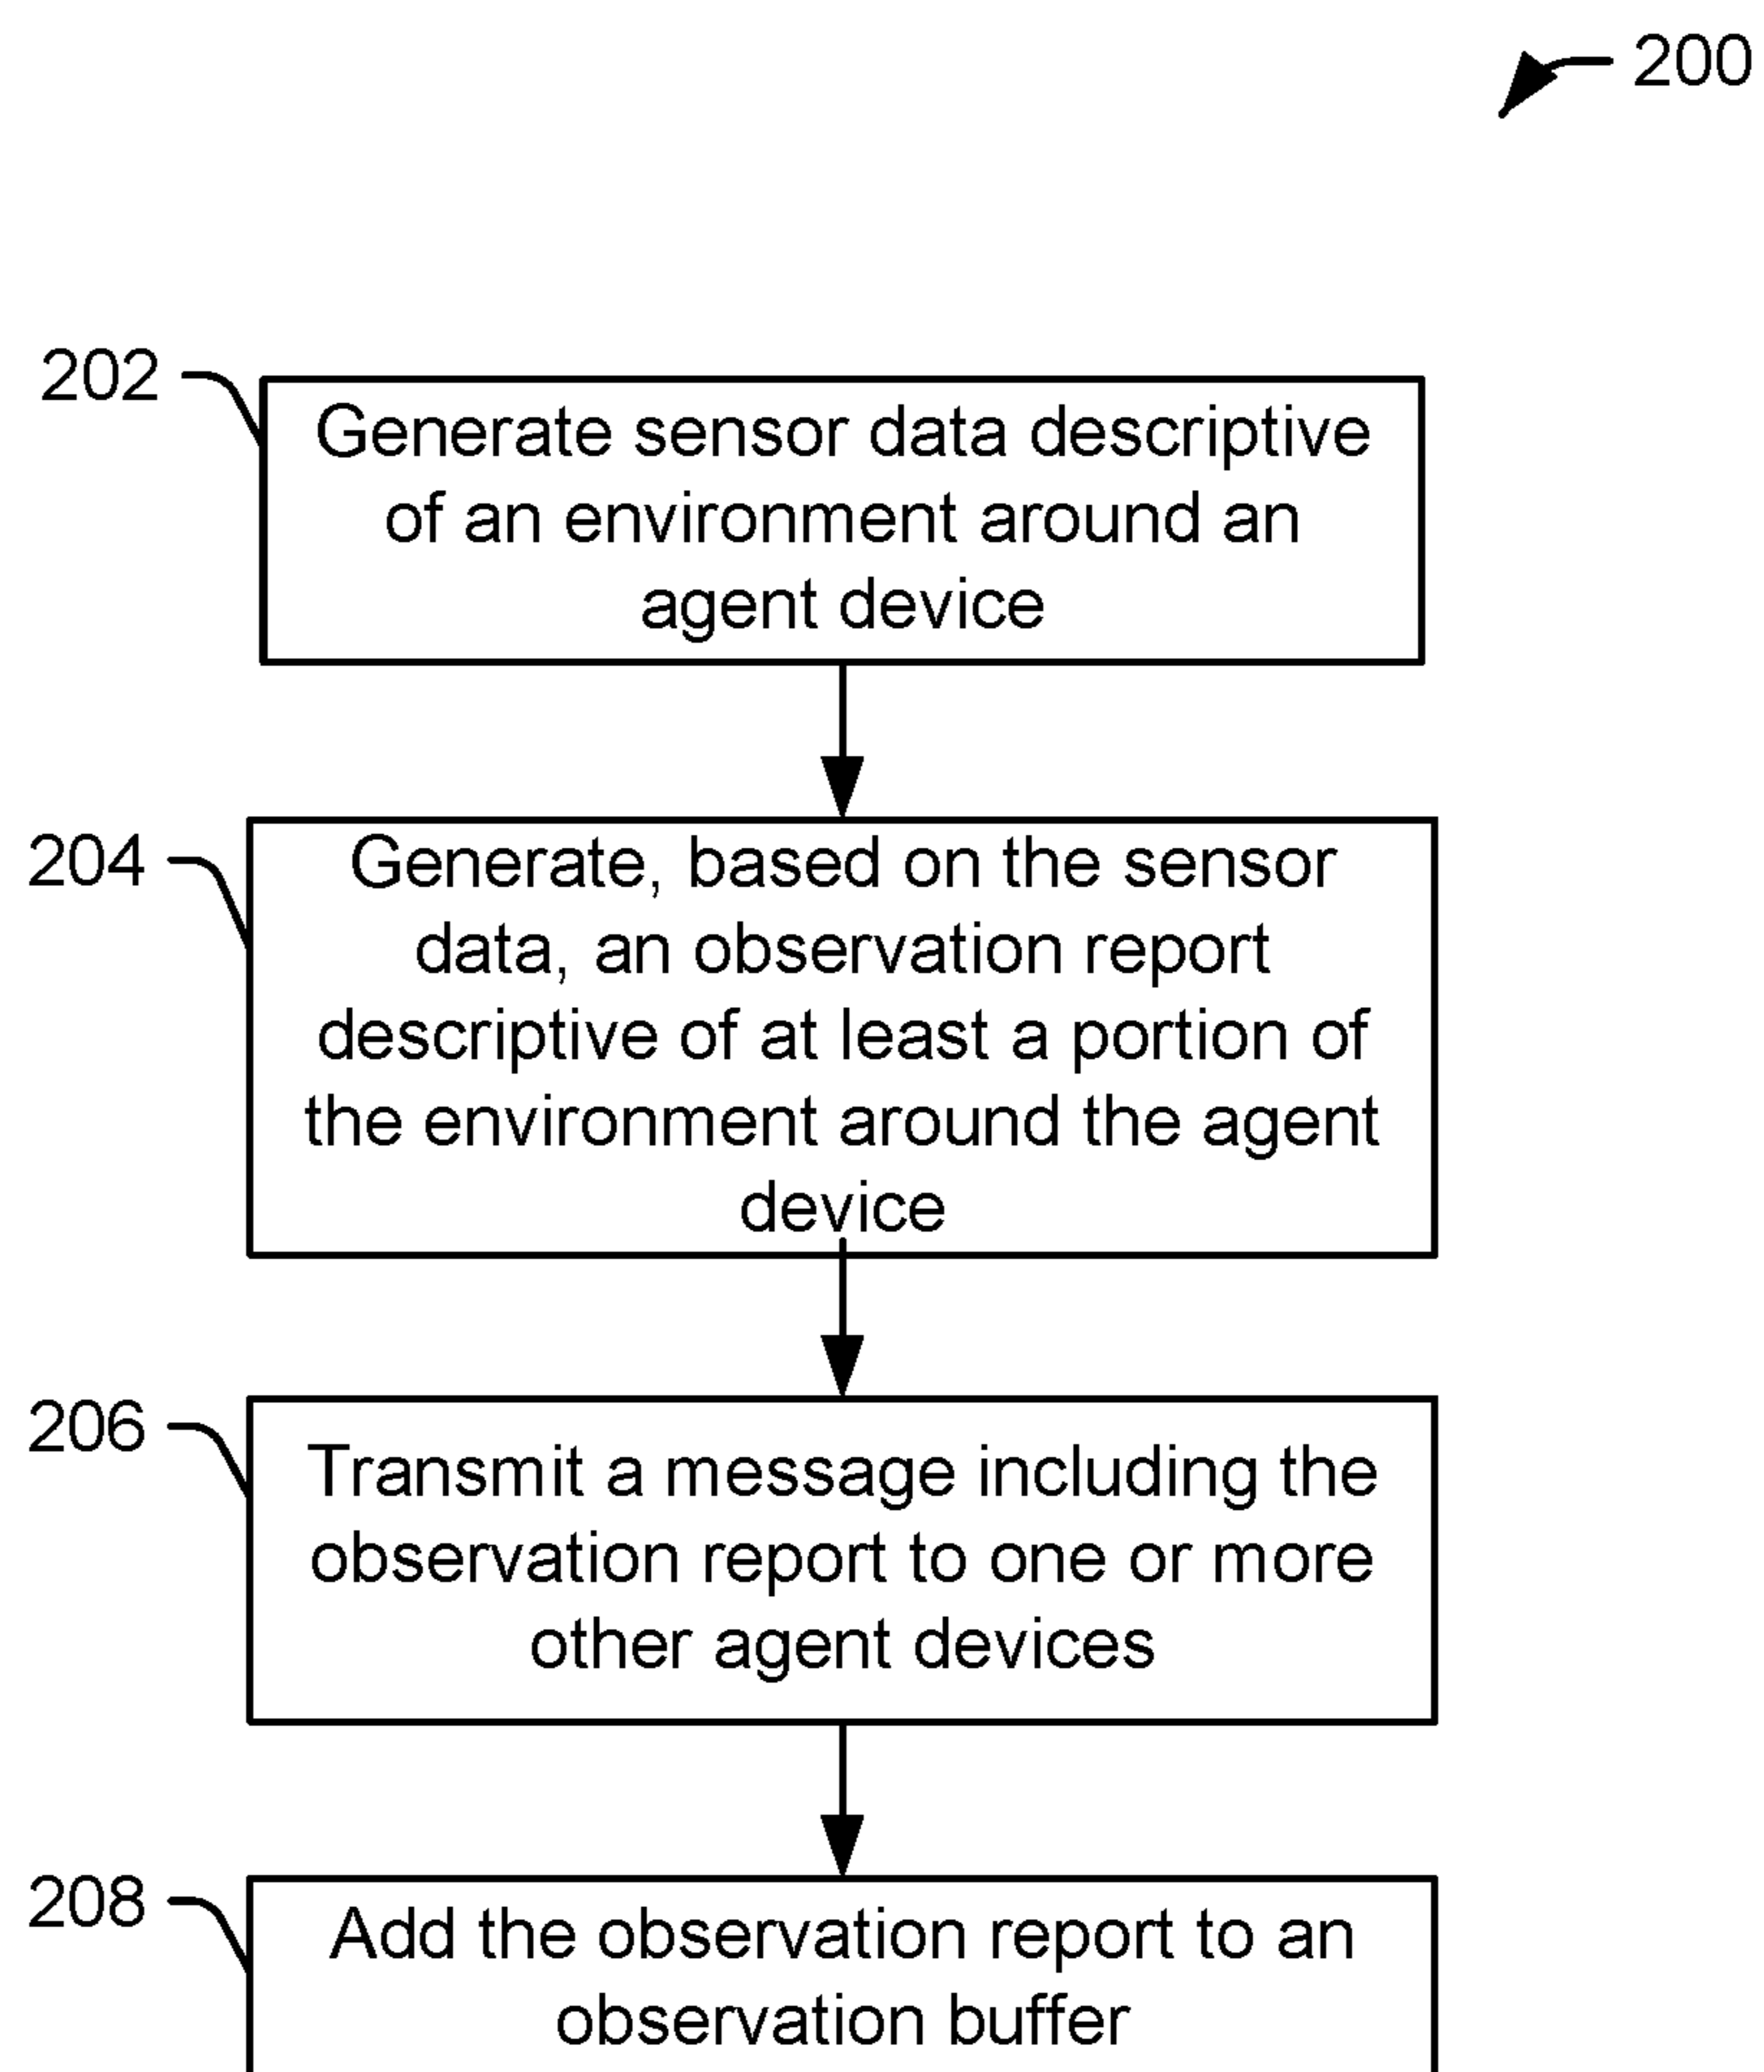 200
202
Generate sensor data descriptive
of an environment around an
agent device
204
Generate, based on the sensor
data, an observation report
descriptive of at least a portion of
the environment around the agent
device
206
Transmit a message including the
observation report to one or more
other agent devices
208
Add the observation report to an
observation buffer